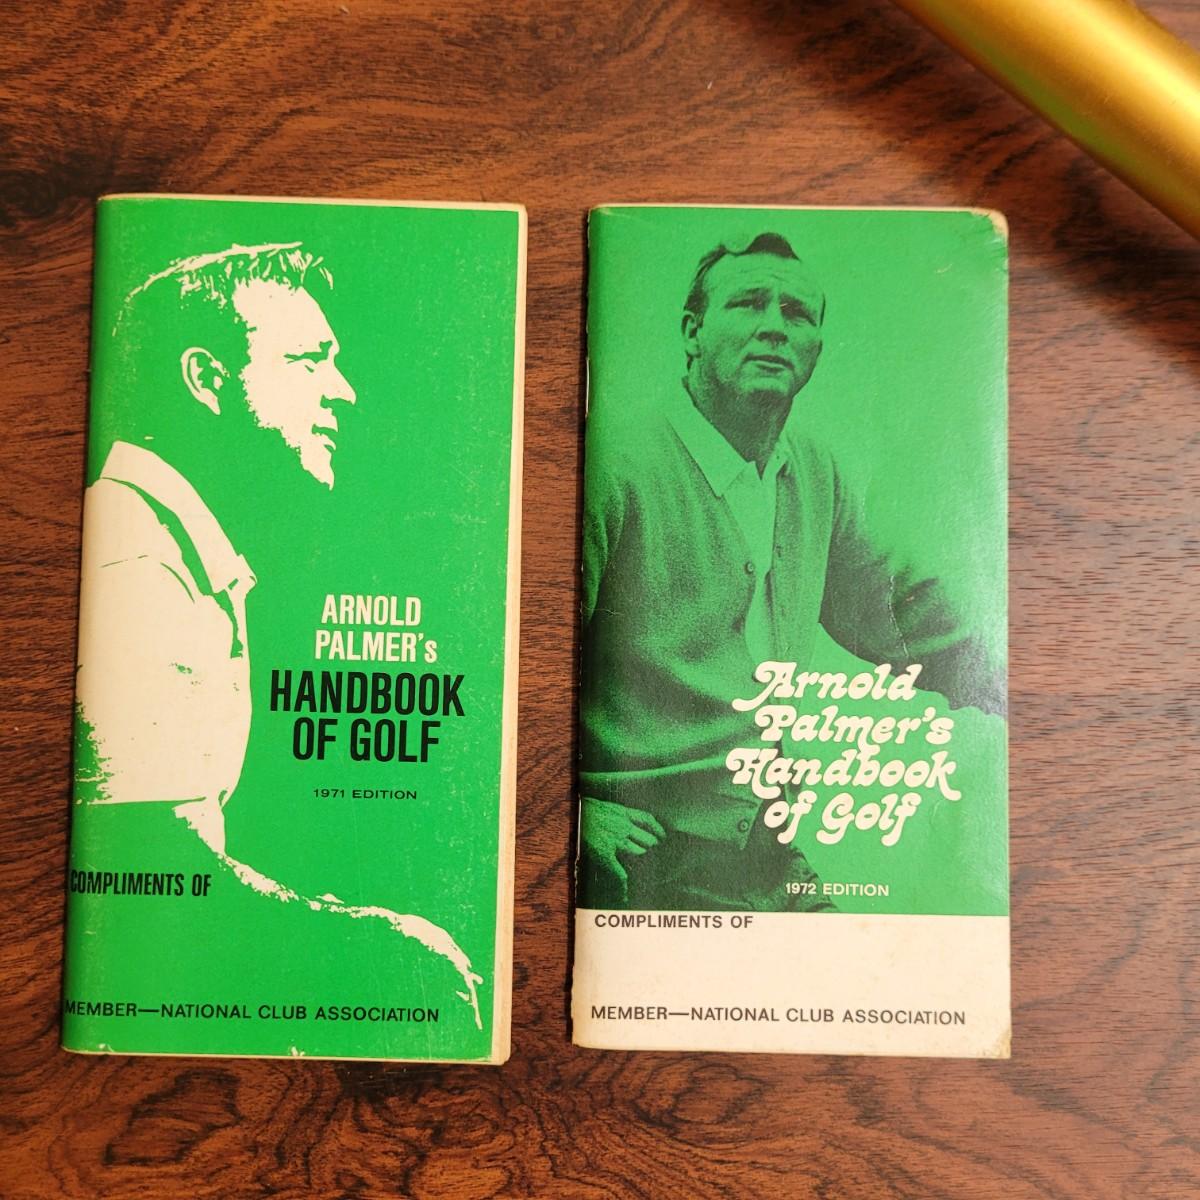 ARNOLD
PALMER's
HANDBOOK
OF GOLF
1971 EDITION
COMPLIMENTS OF
MEMBER—NATIONAL CLUB ASSOCIATION
Arnold
Palmer's
Handbook
of Golf
1972 EDITION
COMPLIMENTS OF
MEMBER—NATIONAL CLUB ASSOCIATION